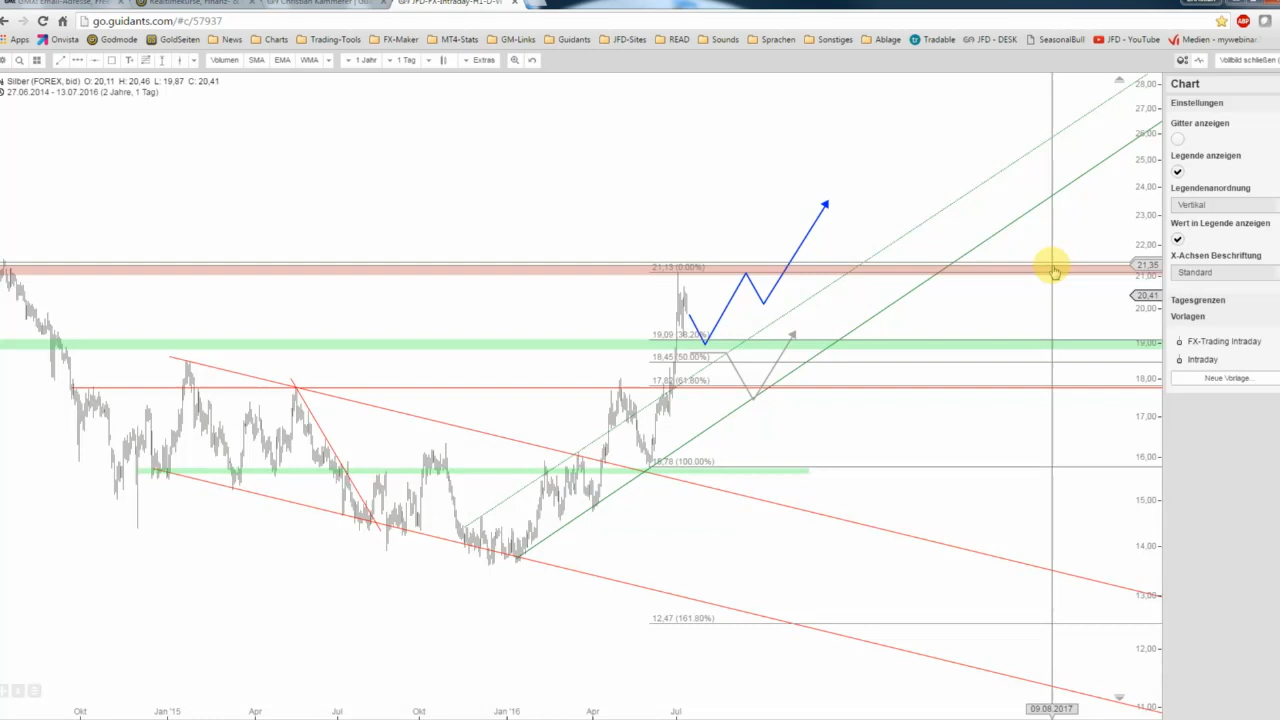 go.guidants.com/#c/57937
Apps Onvista Godmode GoldSeiten News Charts Trading-Tools FX-Maker MT4-Stats GM-Links Guidants JFD-Sites READ Sounds Sprachen Sonstiges Ablage Tradable JFD - DESK SeasonalBull JFD - YouTube Medien - mywebinar
Volumen SMA EMA WMA 1 Jahr 1 Tag Extras Vollbild schließen
Silber (FOREX, bid) O: 20,11 H: 20,46 L: 19,87 C: 20,41
27.06.2014 - 13.07.2016 (2 Jahre, 1 Tag)
Chart
Einstellungen
Gitter anzeigen
Legende anzeigen
Legendenanordnung
Vertikal
Wert in Legende anzeigen
X-Achsen Beschriftung
Standard
Tagesgrenzen
Vorlagen
FX-Trading Intraday
Intraday
Neue Vorlage...
28,00
27,00
26,00
25,00
24,00
23,00
22,00
21,35
21,00
20,41
20,00
19,00
18,00
17,00
16,00
15,00
14,00
13,00
12,00
11,00
21,13 (0.00%)
19,09 (38.20%)
18,45 (50.00%)
17,82 (61.80%)
15,78 (100.00%)
12,47 (161.80%)
Okt Jan '15 Apr Jul Okt Jan '16 Apr Jul 09.08.2017